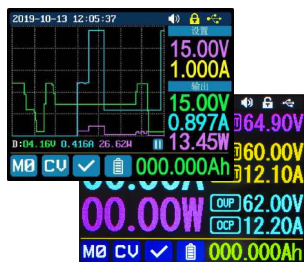 2019-10-13 12:05:37
设置
15.00V
1.000A
输出
15.00V
0.897A
13.45W
D:04.16V 0.416A 26.62W
M0 CV 000.000Ah
64.90V
60.00V
12.10A
00.00W
OVP 62.00V
OCP 12.20A
M0 CV 000.000Ah